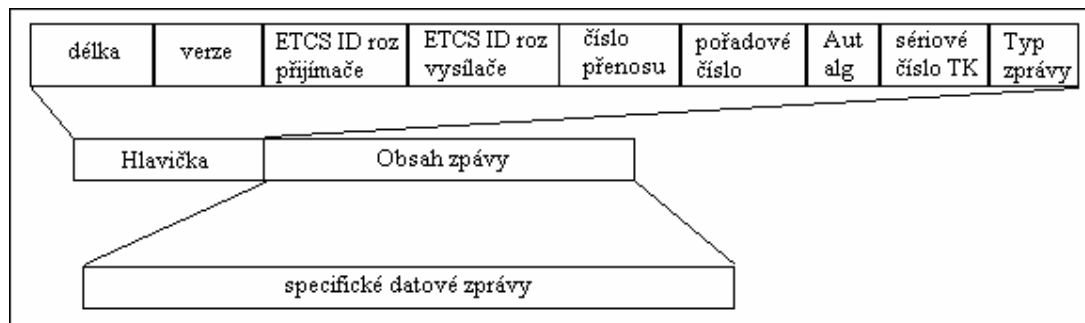 délka
verze
ETCS ID roz
přijímače
ETCS ID roz
vysílače
číslo
přenosu
pořadové
číslo
Aut
alg
sériové
číslo TK
Typ
zprávy
Hlavička
Obsah zpávy
specifické datové zprávy